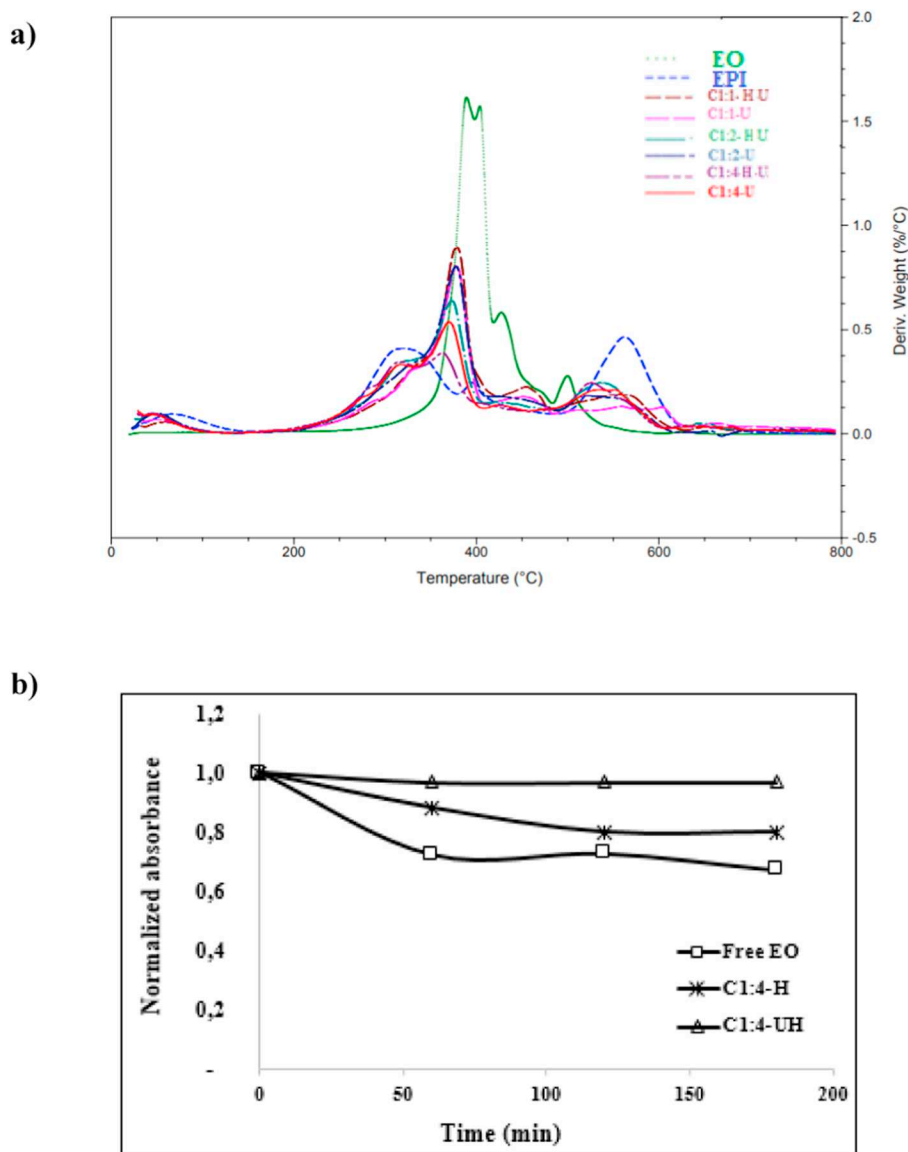 a)
2.0
1.5
1.0
0.5
0.0
-0.5
Deriv. Weight (%/°C)
EO
EPI
C1:1-H U
C1:1-U
C1:2-H U
C1:2-U
C1:4-H-U
C1:4-U
0 200 400 600 800
Temperature (°C)
b)
Normalized absorbance
1,2
1,0
0,8
0,6
0,4
0,2
-
Free EO
C1:4-H
C1:4-UH
0 50 100 150 200
Time (min)